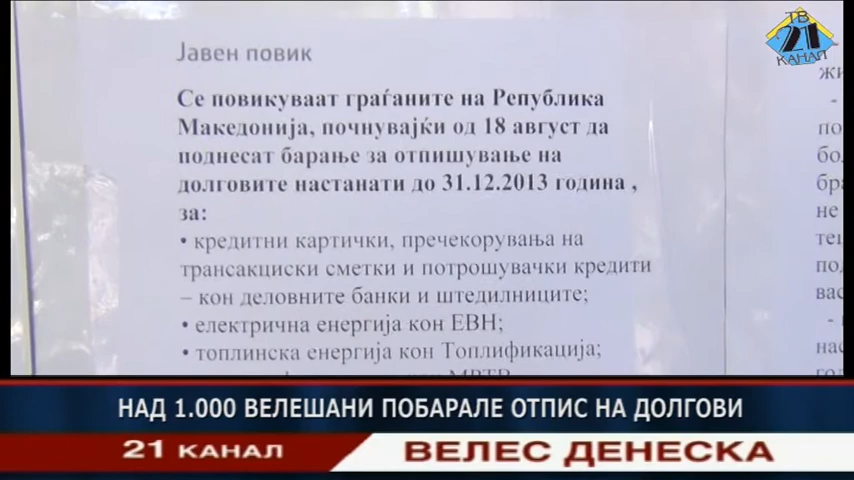 ТВ
21
КАНАЛ
Јавен повик
Се повикуваат граѓаните на Република
Македонија, почнувајќи од 18 август да
поднесат барање за отпишување на
долговите настанати до 31.12.2013 година ,
за:
• кредитни картички, пречекорувања на
трансакциски сметки и потрошувачки кредити
– кон деловните банки и штедилниците;
• електрична енергија кон ЕВН;
• топлинска енергија кон Топлификација;
НАД 1.000 ВЕЛЕШАНИ ПОБАРАЛЕ ОТПИС НА ДОЛГОВИ
21 КАНАЛ
ВЕЛЕС ДЕНЕСКА